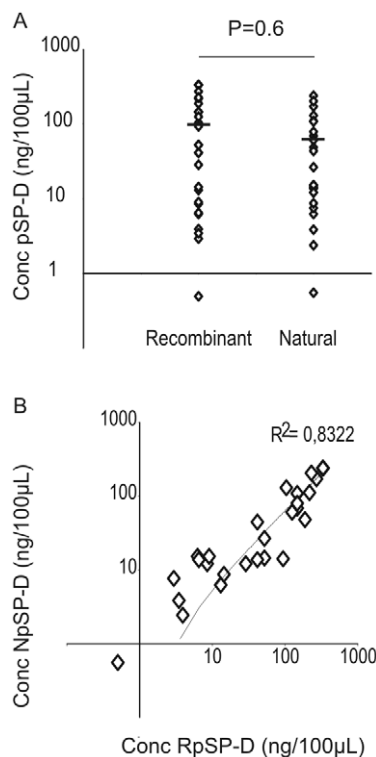 A
1000
P=0.6
100
10
1
Conc pSP-D (ng/100µL)
Recombinant Natural
B
1000
R²= 0,8322
100
10
Conc NpSP-D (ng/100µL)
10 100 1000
Conc RpSP-D (ng/100µL)